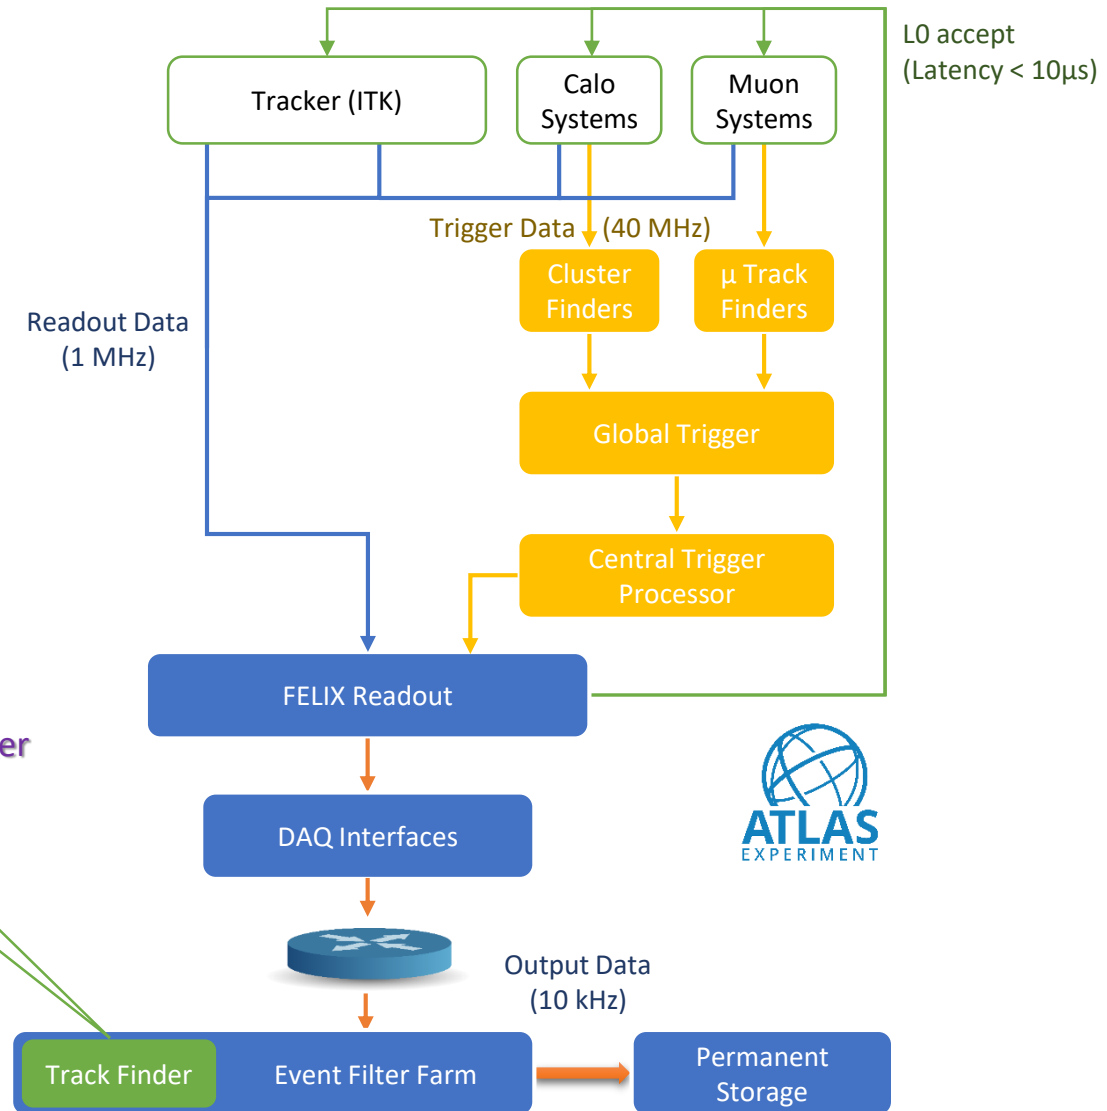 L0 accept
(Latency < 10µs)
Tracker (ITK)
Calo
Systems
Muon
Systems
Trigger Data (40 MHz)
Cluster
Finders
µ Track
Finders
Readout Data
(1 MHz)
Global Trigger
Central Trigger
Processor
FELIX Readout
er
DAQ Interfaces
ATLAS
EXPERIMENT
Output Data
(10 kHz)
Track Finder
Event Filter Farm
Permanent
Storage